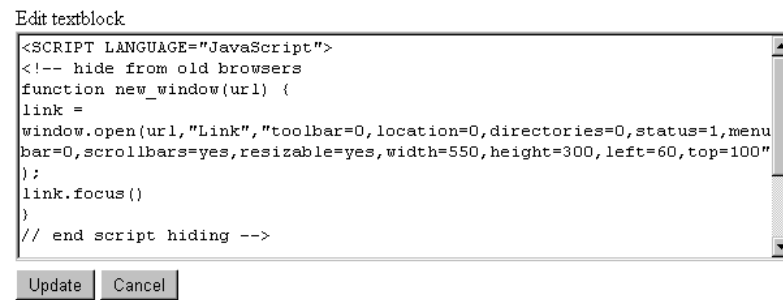 Edit textblock
<SCRIPT LANGUAGE="JavaScript">
<!-- hide from old browsers
function new_window(url) {
link =
window.open(url,"Link","toolbar=0,location=0,directories=0,status=1,menu
bar=0,scrollbars=yes,resizable=yes,width=550,height=300,left=60,top=100"
);
link.focus()
}
// end script hiding -->
Update Cancel